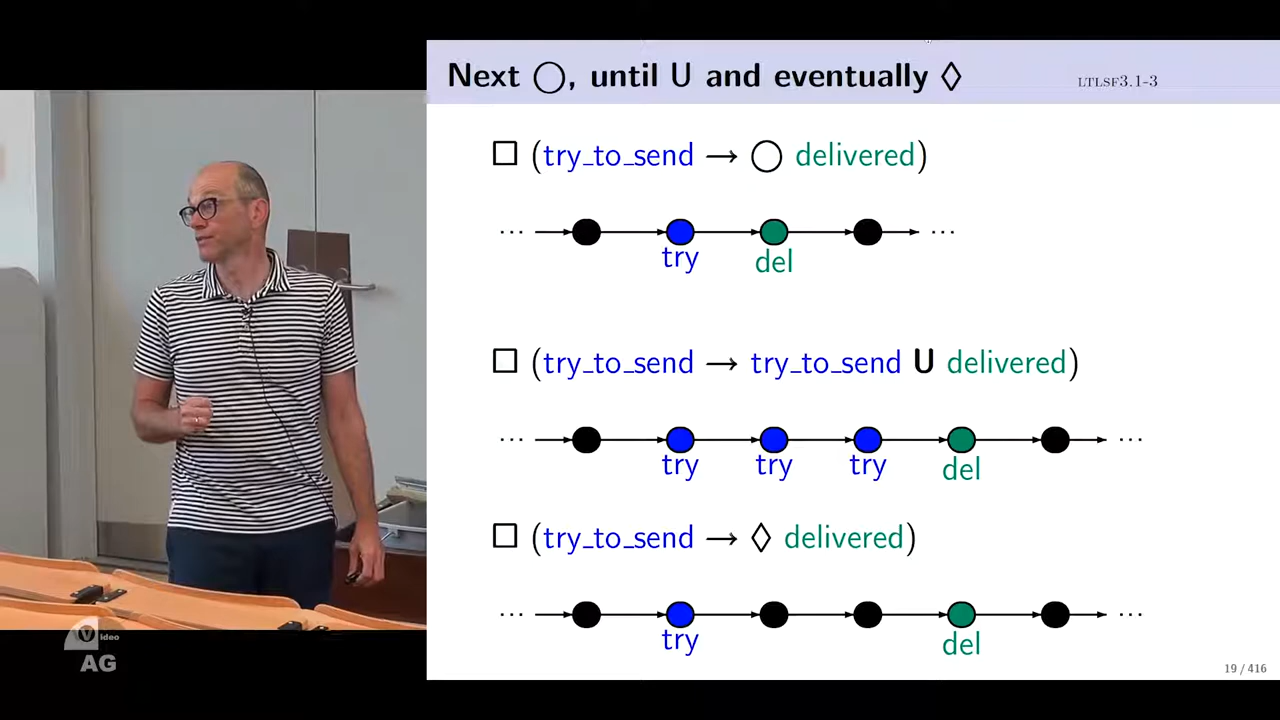 Next ◯, until U and eventually ◊ LTLSF3.1-3
□ (try_to_send → ◯ delivered)
... ...
try del
□ (try_to_send → try_to_send U delivered)
... ...
try try try del
□ (try_to_send → ◊ delivered)
... ...
try del
19 / 416
Video
AG